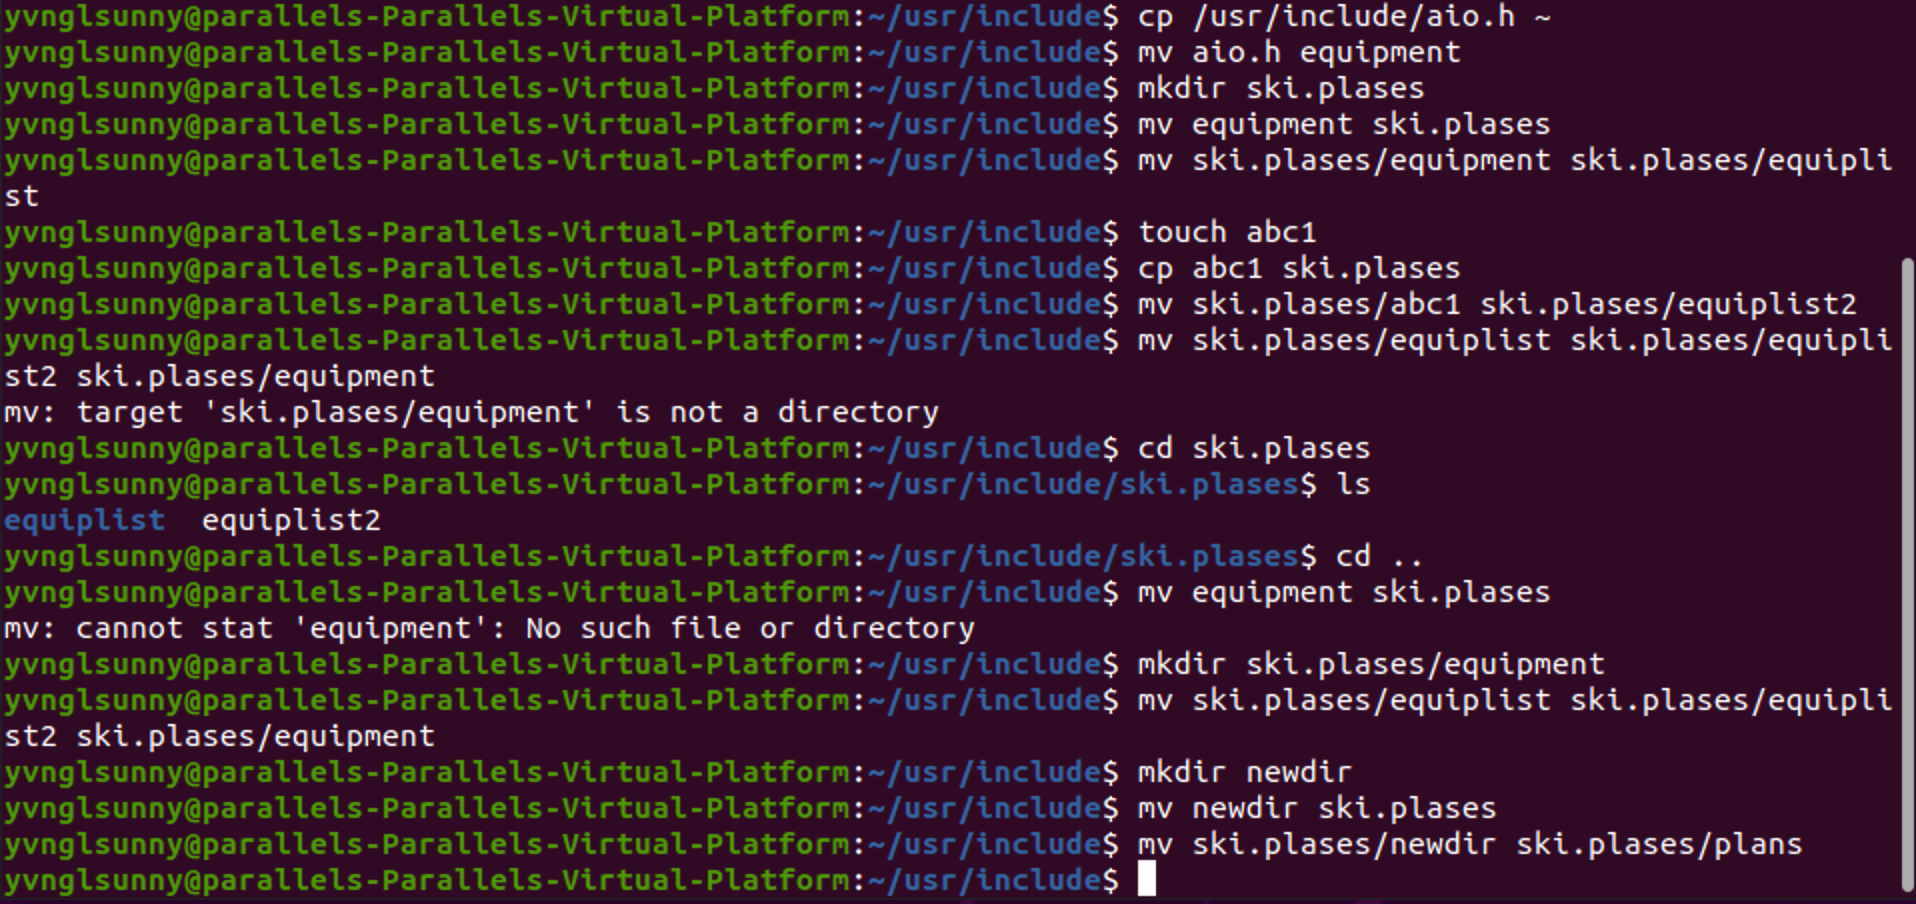 yvnglsunny@parallels-Parallels-Virtual-Platform:~/usr/include$ cp /usr/include/aio.h ~
yvnglsunny@parallels-Parallels-Virtual-Platform:~/usr/include$ mv aio.h equipment
yvnglsunny@parallels-Parallels-Virtual-Platform:~/usr/include$ mkdir ski.plases
yvnglsunny@parallels-Parallels-Virtual-Platform:~/usr/include$ mv equipment ski.plases
yvnglsunny@parallels-Parallels-Virtual-Platform:~/usr/include$ mv ski.plases/equipment ski.plases/equipli
st
yvnglsunny@parallels-Parallels-Virtual-Platform:~/usr/include$ touch abc1
yvnglsunny@parallels-Parallels-Virtual-Platform:~/usr/include$ cp abc1 ski.plases
yvnglsunny@parallels-Parallels-Virtual-Platform:~/usr/include$ mv ski.plases/abc1 ski.plases/equiplist2
yvnglsunny@parallels-Parallels-Virtual-Platform:~/usr/include$ mv ski.plases/equiplist ski.plases/equipli
st2 ski.plases/equipment
mv: target 'ski.plases/equipment' is not a directory
yvnglsunny@parallels-Parallels-Virtual-Platform:~/usr/include$ cd ski.plases
yvnglsunny@parallels-Parallels-Virtual-Platform:~/usr/include/ski.plases$ ls
equiplist  equiplist2
yvnglsunny@parallels-Parallels-Virtual-Platform:~/usr/include/ski.plases$ cd ..
yvnglsunny@parallels-Parallels-Virtual-Platform:~/usr/include$ mv equipment ski.plases
mv: cannot stat 'equipment': No such file or directory
yvnglsunny@parallels-Parallels-Virtual-Platform:~/usr/include$ mkdir ski.plases/equipment
yvnglsunny@parallels-Parallels-Virtual-Platform:~/usr/include$ mv ski.plases/equiplist ski.plases/equipli
st2 ski.plases/equipment
yvnglsunny@parallels-Parallels-Virtual-Platform:~/usr/include$ mkdir newdir
yvnglsunny@parallels-Parallels-Virtual-Platform:~/usr/include$ mv newdir ski.plases
yvnglsunny@parallels-Parallels-Virtual-Platform:~/usr/include$ mv ski.plases/newdir ski.plases/plans
yvnglsunny@parallels-Parallels-Virtual-Platform:~/usr/include$